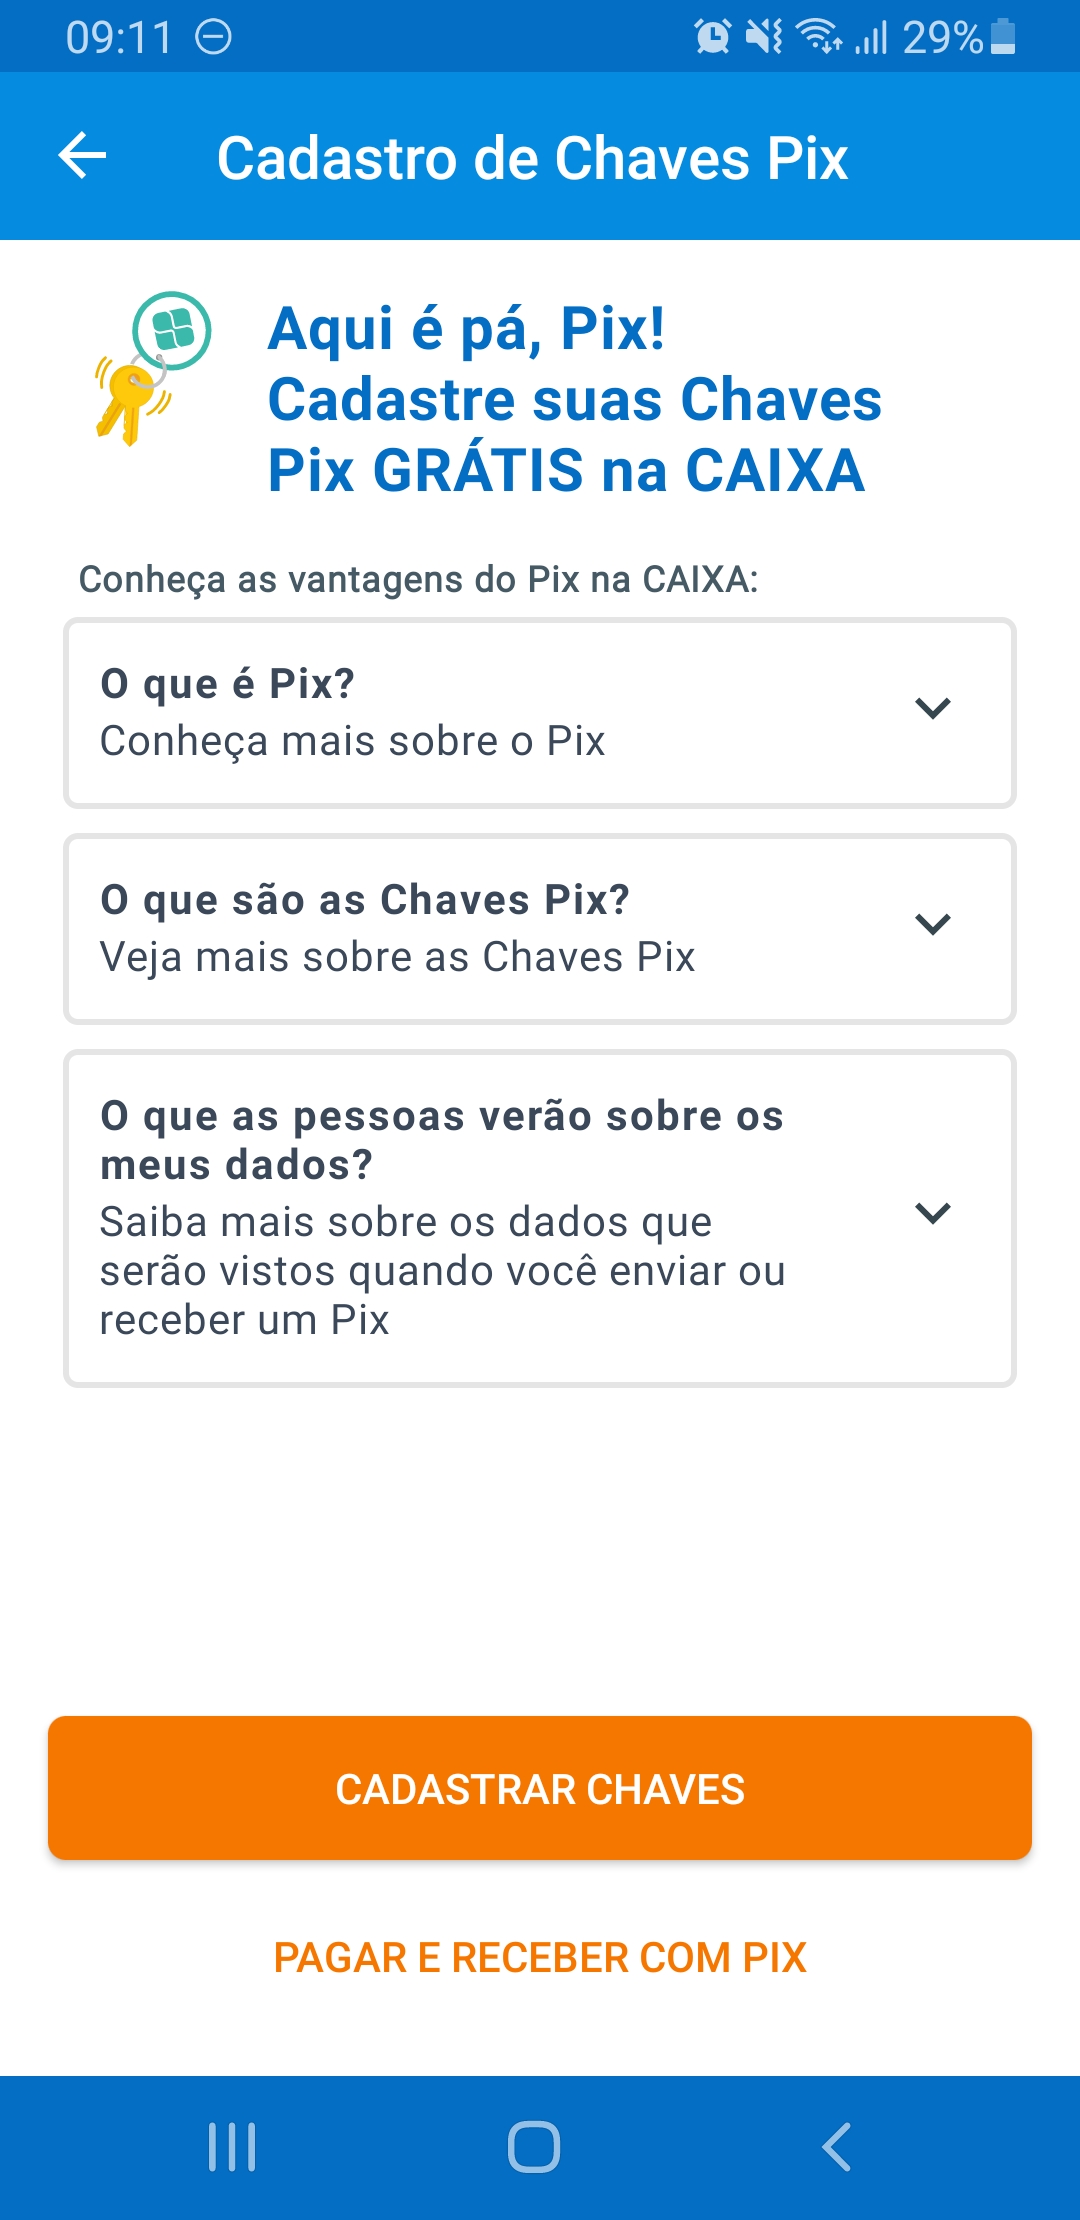 09:11
29%
Cadastro de Chaves Pix
Aqui é pá, Pix!
Cadastre suas Chaves
Pix GRÁTIS na CAIXA
Conheça as vantagens do Pix na CAIXA:
O que é Pix?
Conheça mais sobre o Pix
O que são as Chaves Pix?
Veja mais sobre as Chaves Pix
O que as pessoas verão sobre os
meus dados?
Saiba mais sobre os dados que
serão vistos quando você enviar ou
receber um Pix
CADASTRAR CHAVES
PAGAR E RECEBER COM PIX